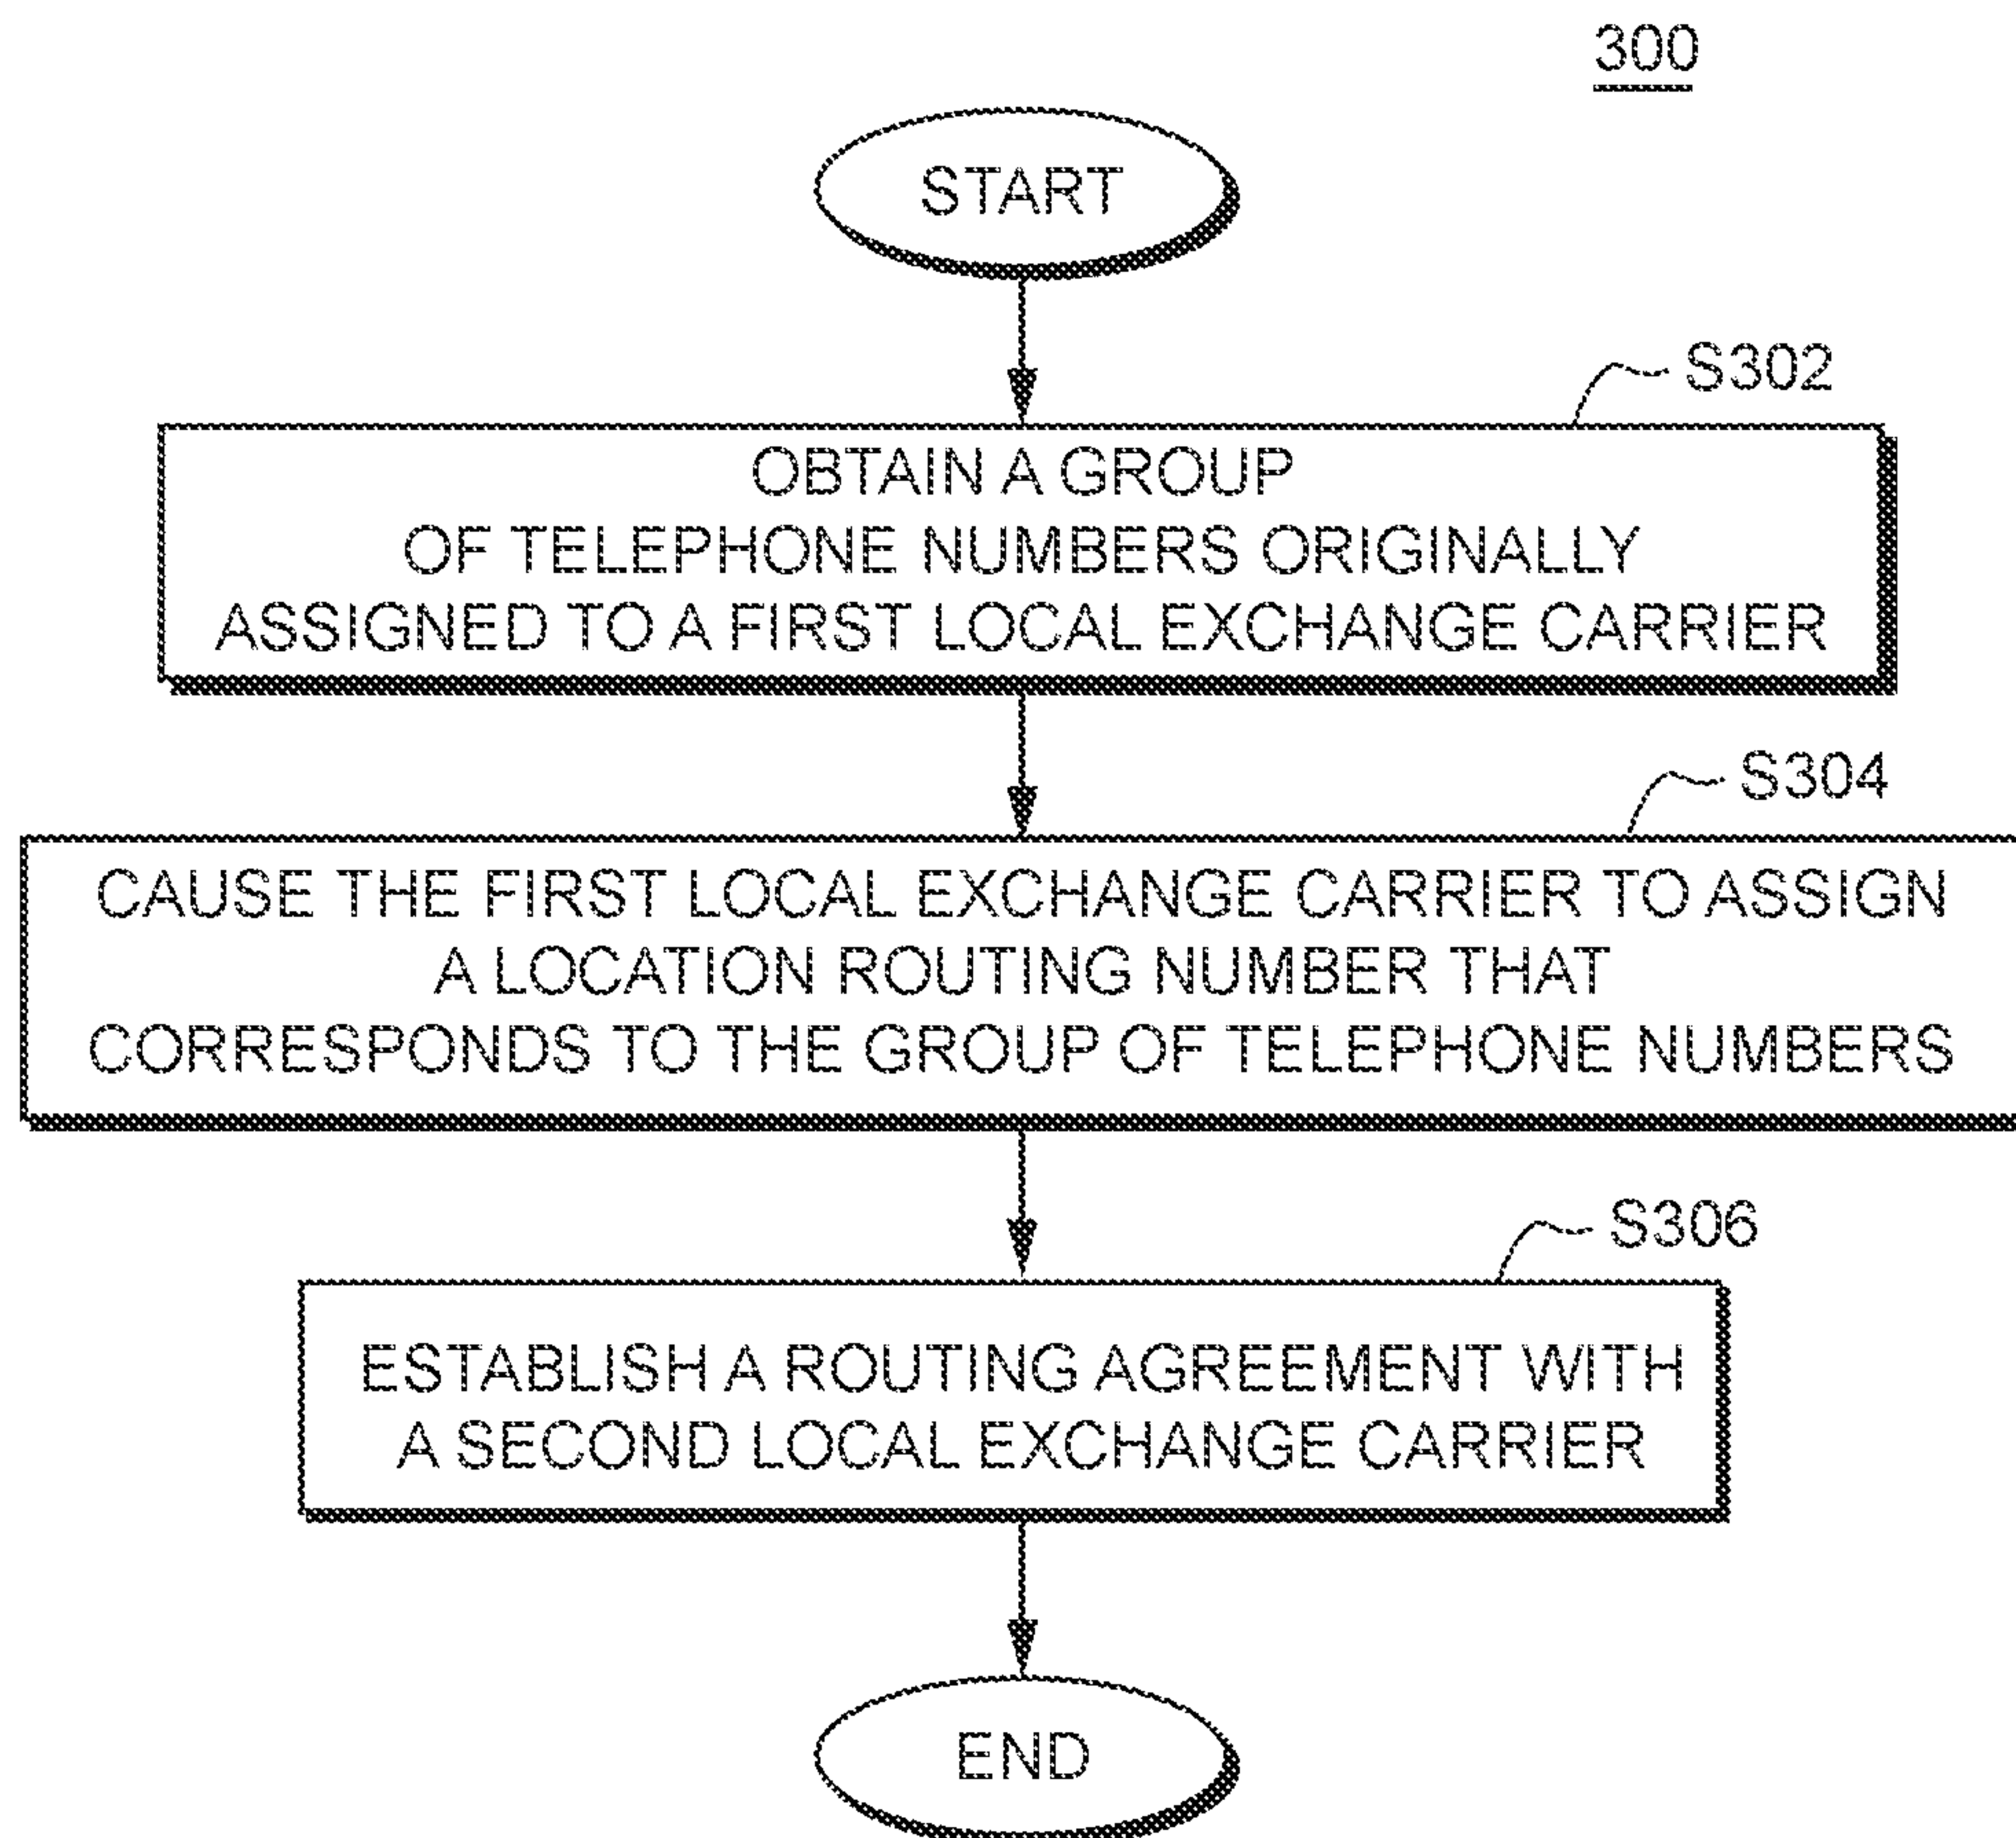 300
START
S302
OBTAIN A GROUP
OF TELEPHONE NUMBERS ORIGINALLY
ASSIGNED TO A FIRST LOCAL EXCHANGE CARRIER
S304
CAUSE THE FIRST LOCAL EXCHANGE CARRIER TO ASSIGN
A LOCATION ROUTING NUMBER THAT
CORRESPONDS TO THE GROUP OF TELEPHONE NUMBERS
S306
ESTABLISH A ROUTING AGREEMENT WITH
A SECOND LOCAL EXCHANGE CARRIER
END